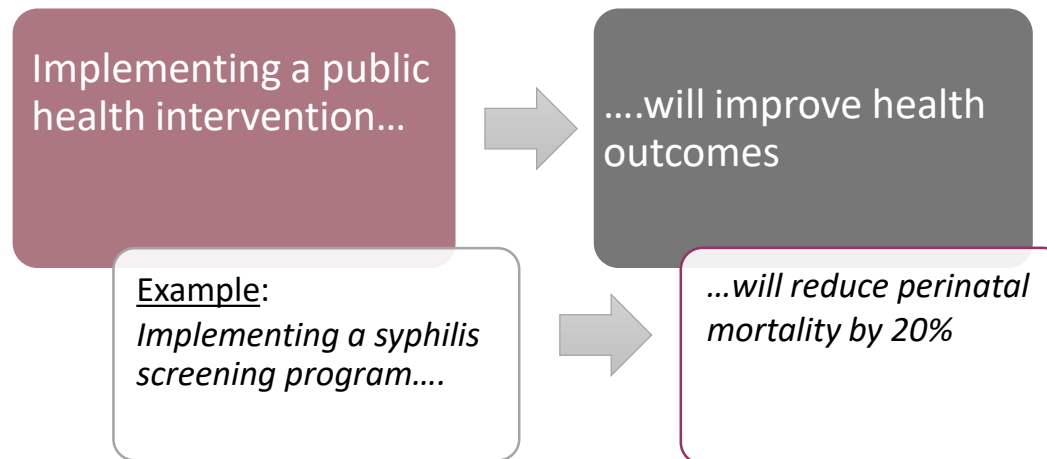 Implementing a public
health intervention…
….will improve health
outcomes
Example:
Implementing a syphilis
screening program….
…will reduce perinatal
mortality by 20%